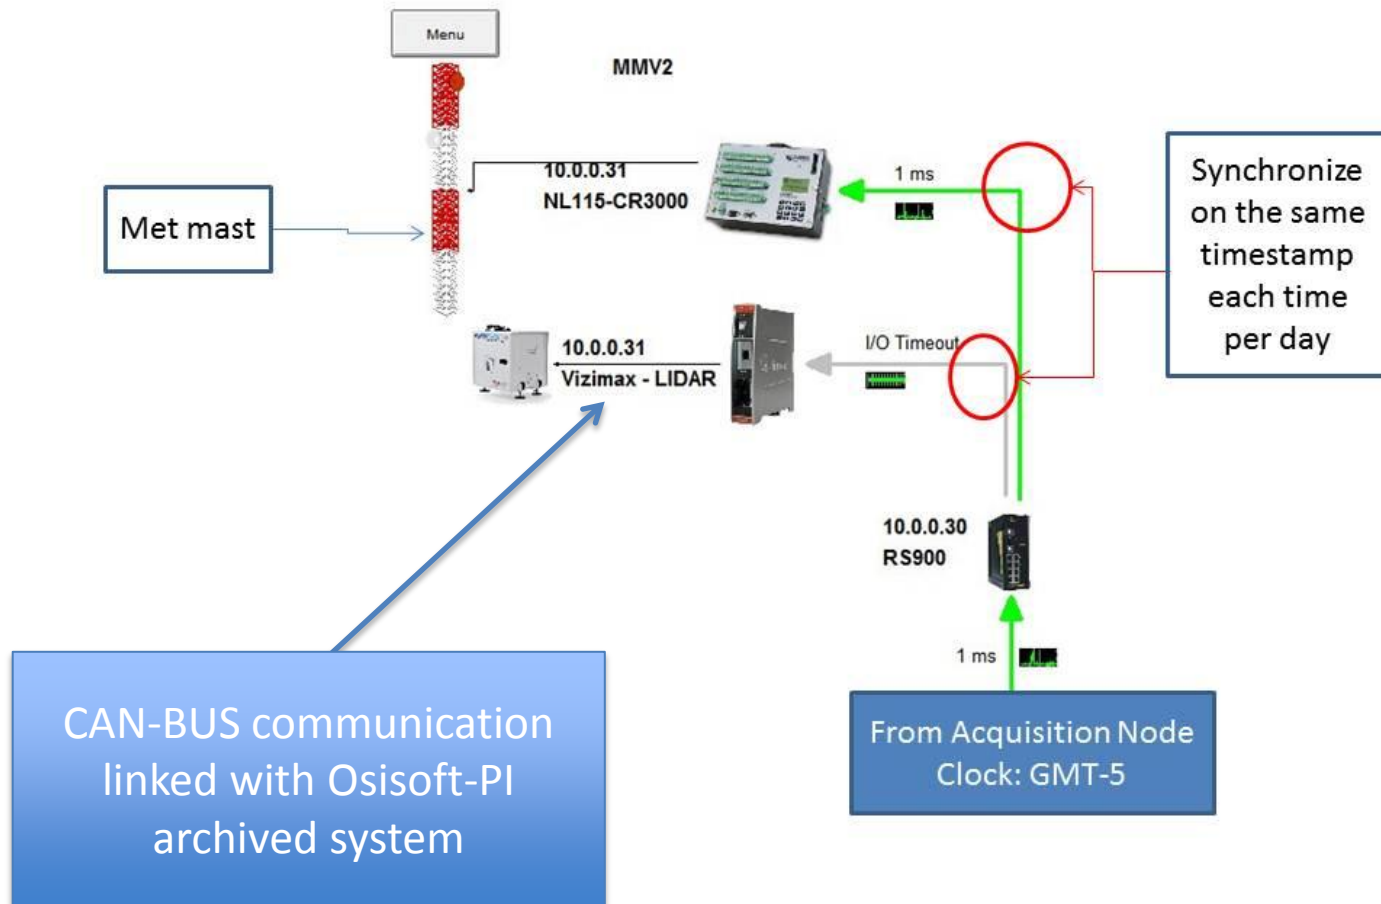 Menu
MMV2
10.0.0.31
NL115-CR3000
1 ms
Synchronize
on the same
timestamp
each time
per day
Met mast
10.0.0.31
Vizimax - LIDAR
I/O Timeout
10.0.0.30
RS900
1 ms
CAN-BUS communication
linked with Osisoft-PI
archived system
From Acquisition Node
Clock: GMT-5